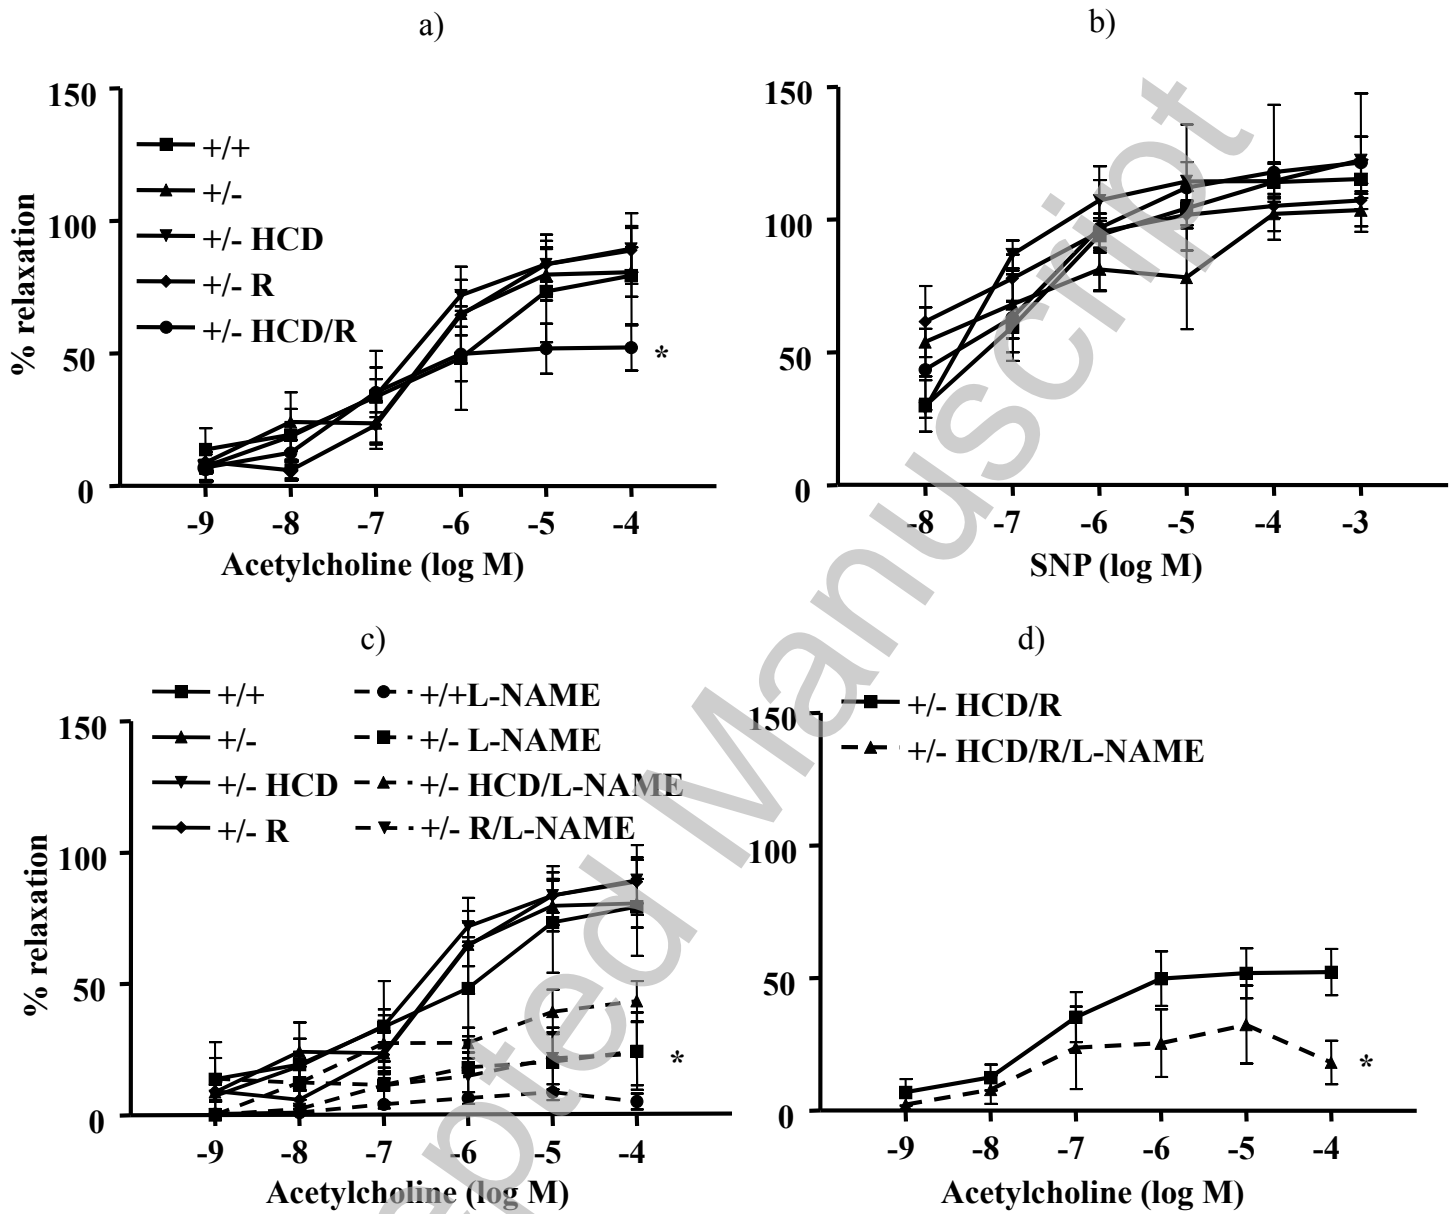 a)
150
100
50
0
% relaxation
+/+
+/-
+/- HCD
+/- R
+/- HCD/R
*
-9 -8 -7 -6 -5 -4
Acetylcholine (log M)
b)
150
100
50
0
-8 -7 -6 -5 -4 -3
SNP (log M)
c)
+/+
+/-
+/- HCD
+/- R
+/+L-NAME
+/- L-NAME
+/- HCD/L-NAME
+/- R/L-NAME
150
100
50
0
% relaxation
*
-9 -8 -7 -6 -5 -4
Acetylcholine (log M)
d)
+/- HCD/R
+/- HCD/R/L-NAME
150
100
50
0
*
-9 -8 -7 -6 -5 -4
Acetylcholine (log M)
epted Manuscript